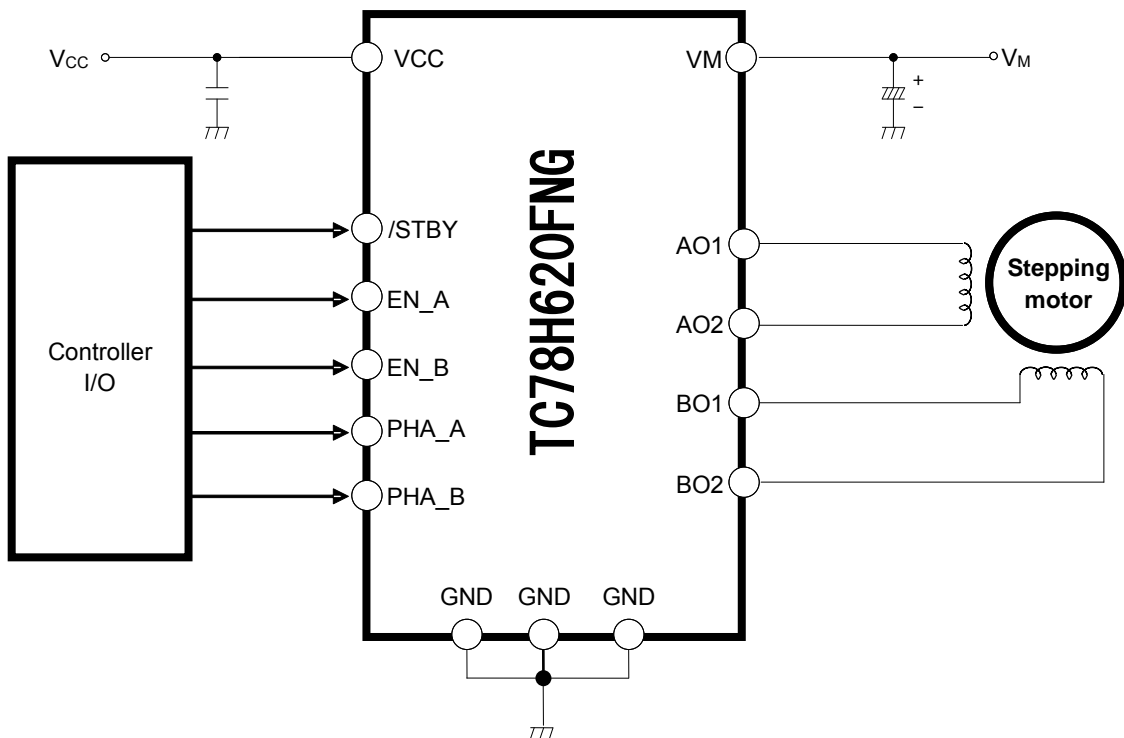 VCC
VCC
VM
VM
+
−
TC78H620FNG
Controller
I/O
/STBY
EN_A
EN_B
PHA_A
PHA_B
AO1
AO2
BO1
BO2
Stepping
motor
GND GND GND